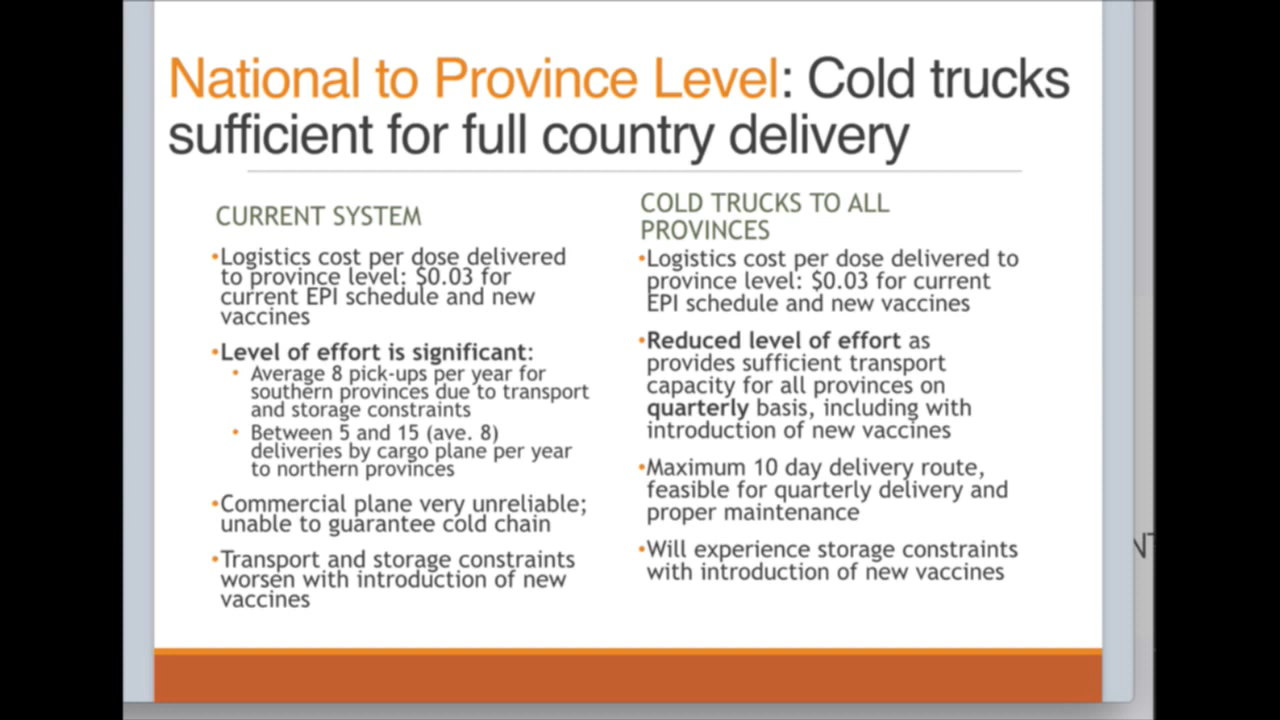 National to Province Level: Cold trucks
sufficient for full country delivery
CURRENT SYSTEM
•Logistics cost per dose delivered
to province level: $0.03 for
current EPI schedule and new
vaccines
•Level of effort is significant:
• Average 8 pick-ups per year for
southern provinces due to transport
and storage constraints
• Between 5 and 15 (ave. 8)
deliveries by cargo plane per year
to northern provinces
•Commercial plane very unreliable;
unable to guarantee cold chain
•Transport and storage constraints
worsen with introduction of new
vaccines
COLD TRUCKS TO ALL
PROVINCES
•Logistics cost per dose delivered to
province level: $0.03 for current
EPI schedule and new vaccines
•Reduced level of effort as
provides sufficient transport
capacity for all provinces on
quarterly basis, including with
introduction of new vaccines
•Maximum 10 day delivery route,
feasible for quarterly delivery and
proper maintenance
•Will experience storage constraints
with introduction of new vaccines